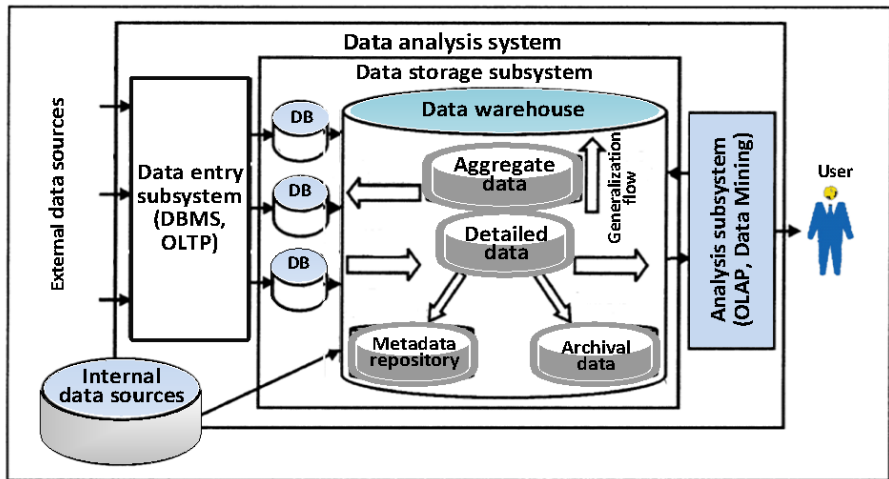 Data analysis system
Data storage subsystem
External data sources
Data entry
subsystem
(DBMS,
OLTP)
DB
DB
DB
Data warehouse
Aggregate
data
Generalization
flow
Detailed
data
Metadada
repository
Archival
data
Analysis subsystem
(OLAP, Data Mining)
User
Internal
data sources